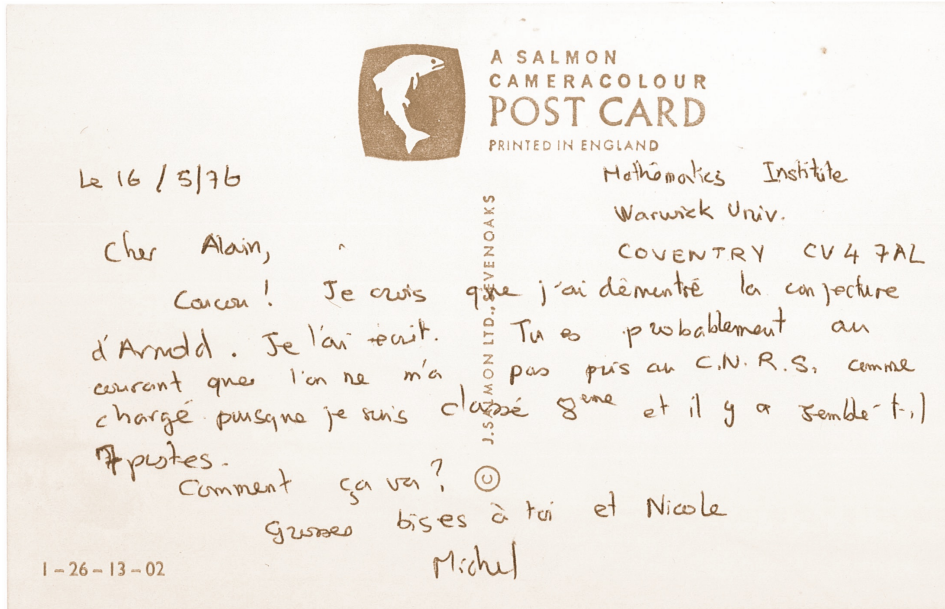 A SALMON
CAMERACOLOUR
POST CARD
PRINTED IN ENGLAND
Le 16 / 5/76
Mathématics Institite
Warwick Univ.
COVENTRY CV4 7AL
Cher Alain,
Coucou ! Je crois que j'ai démentré la conjecture
d'Arnold. Je l'ai écrit. Tu es probablement au
courant que l'on ne m'a pas pris au C.N.R.S. comme
chargé puisque je suis classé 8ème et il y a semble-t-il
7 postes.
Comment ça va ?
Grosses bises à toi et Nicole
Michel
J. SALMON LTD., SEVENOAKS ©
1-26-13-02